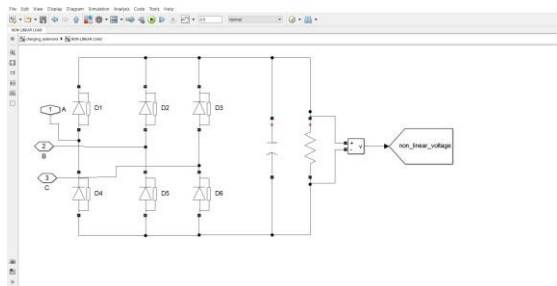 File Edit View Display Diagram Simulation Analysis Code Tools Help
Normal
NON LINEAR LOAD
charging_solenoid NON LINEAR LOAD
1 A
D1 D2 D3
2
B
+
- v
non_linear_voltage
3
C
D4 D5 D6